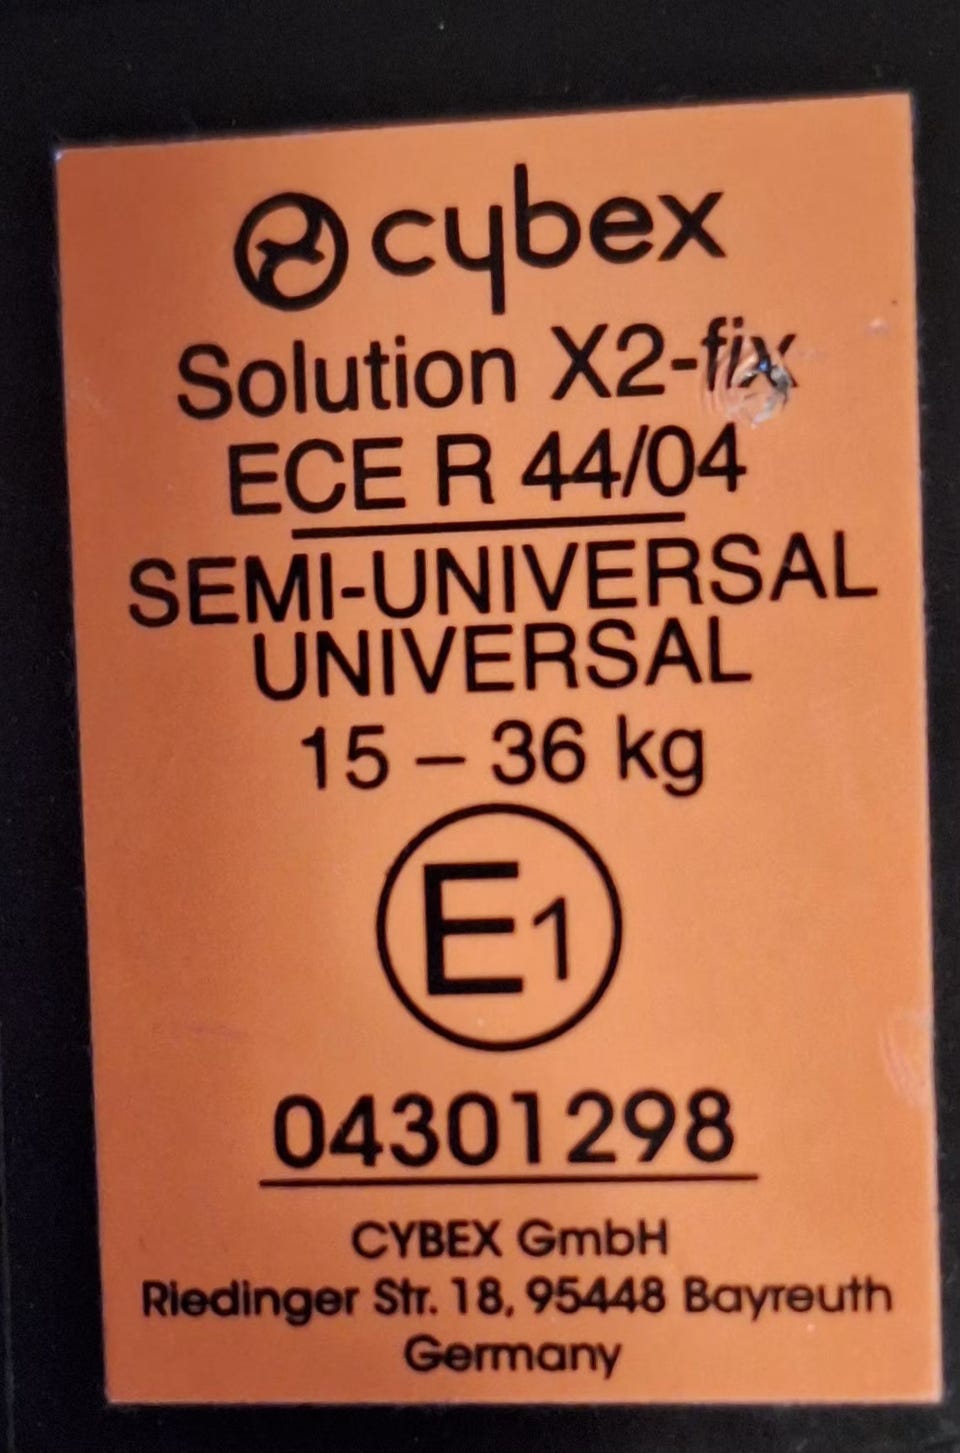 cybex
Solution X2-fix
ECE R 44/04
SEMI-UNIVERSAL
UNIVERSAL
15 – 36 kg
E1
04301298
CYBEX GmbH
Riedinger Str. 18, 95448 Bayreuth
Germany